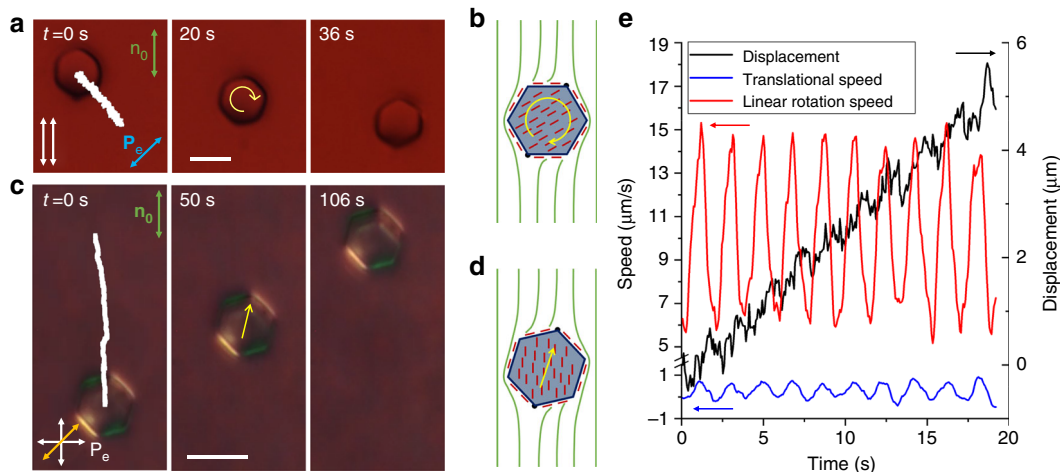 a
t=0 s
n0
Pe
20 s
36 s
b
c
t=0 s
n0
Pe
50 s
106 s
d
e
Displacement
Translational speed
Linear rotation speed
Speed (μm/s)
19
17
15
13
11
9
7
5
1
–1
Displacement (μm)
6
4
2
0
0
5
10
15
20
Time (s)